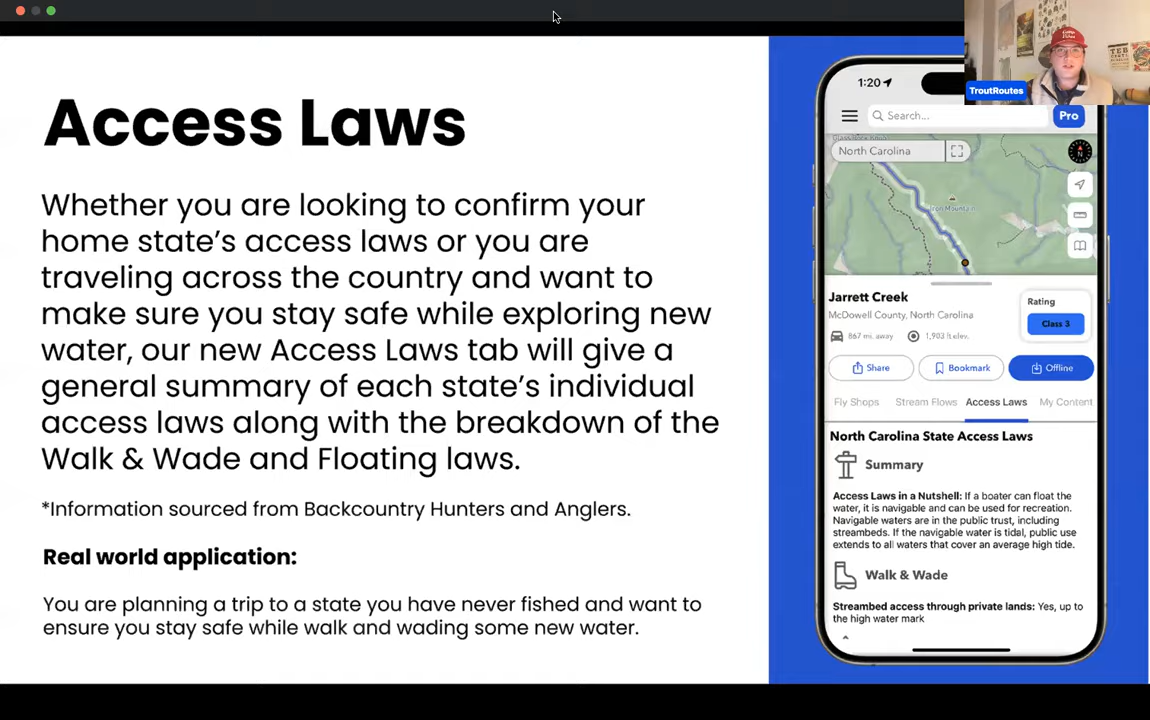 Access Laws
Whether you are looking to confirm your
home state's access laws or you are
traveling across the country and want to
make sure you stay safe while exploring new
water, our new Access Laws tab will give a
general summary of each state's individual
access laws along with the breakdown of the
Walk & Wade and Floating laws.
*Information sourced from Backcountry Hunters and Anglers.
Real world application:
You are planning a trip to a state you have never fished and want to
ensure you stay safe while walk and wading some new water.
TroutRoutes
1:20
Search...
Pro
North Carolina
Iron Mountain
Jarrett Creek
McDowell County, North Carolina
867 mi. away
1,903 ft elev.
Rating
Class 3
Share
Bookmark
Offline
Fly Shops Stream Flows Access Laws My Content
North Carolina State Access Laws
Summary
Access Laws in a Nutshell: If a boater can float the
water, it is navigable and can be used for recreation.
Navigable waters are in the public trust, including
streambeds. If the navigable water is tidal, public use
extends to all waters that cover an average high tide.
Walk & Wade
Streambed access through private lands: Yes, up to
the high water mark